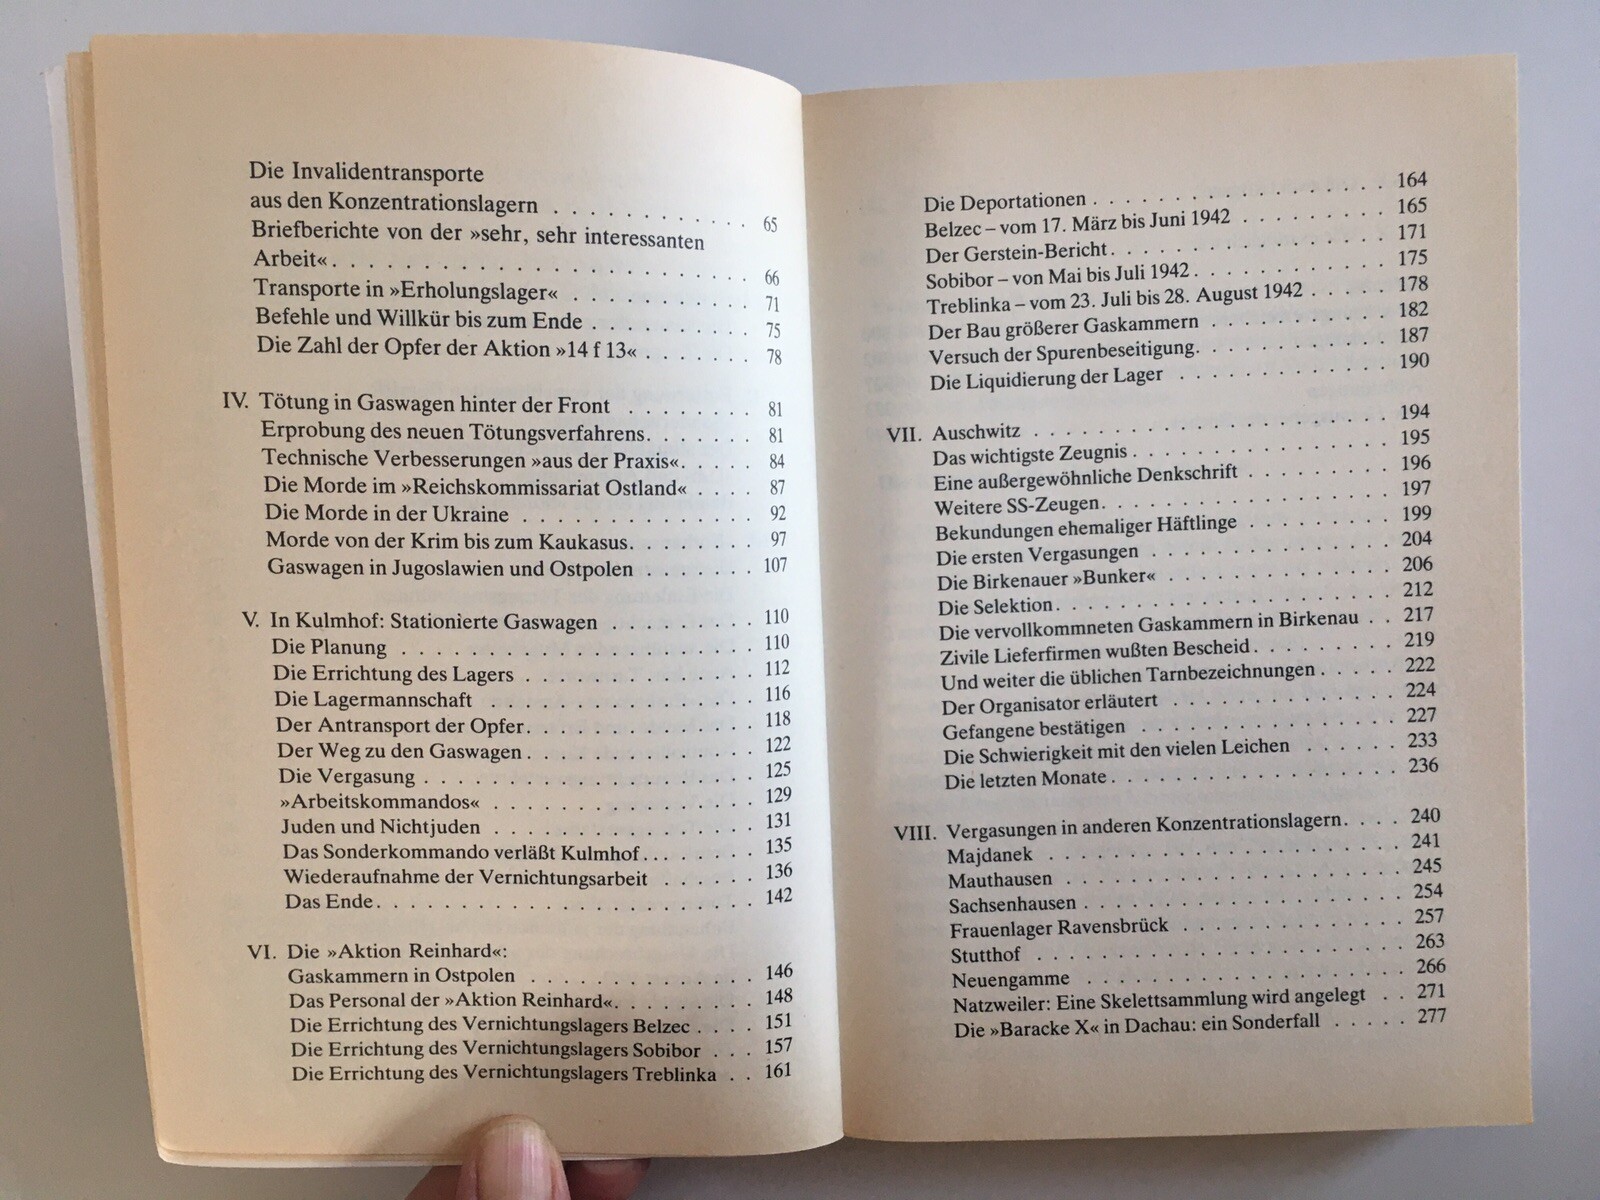 Die Invalidentransporte
aus den Konzentrationslagern . . . . . . . . . . . . 65
Briefberichte von der »sehr, sehr interessanten
Arbeit« . . . . . . . . . . . . . . . . . . . . . . . . 66
Transporte in »Erholungslager« . . . . . . . . . . . 71
Befehle und Willkür bis zum Ende . . . . . . . . . . 75
Die Zahl der Opfer der Aktion »14 f 13« . . . . . . . 78
IV. Tötung in Gaswagen hinter der Front . . . . . . . . 81
Erprobung des neuen Tötungsverfahrens. . . . . . . 81
Technische Verbesserungen »aus der Praxis«. . . . . 84
Die Morde im »Reichskommissariat Ostland« . . . . 87
Die Morde in der Ukraine . . . . . . . . . . . . . . 92
Morde von der Krim bis zum Kaukasus. . . . . . . . 97
Gaswagen in Jugoslawien und Ostpolen . . . . . . . 107
V. In Kulmhof: Stationierte Gaswagen . . . . . . . . . 110
Die Planung . . . . . . . . . . . . . . . . . . . . . 110
Die Errichtung des Lagers . . . . . . . . . . . . . 112
Die Lagermannschaft . . . . . . . . . . . . . . . . 116
Der Antransport der Opfer. . . . . . . . . . . . . . 118
Der Weg zu den Gaswagen . . . . . . . . . . . . . . 122
Die Vergasung . . . . . . . . . . . . . . . . . . . . 125
»Arbeitskommandos« . . . . . . . . . . . . . . . . 129
Juden und Nichtjuden . . . . . . . . . . . . . . . . 131
Das Sonderkommando verläßt Kulmhof . . . . . . . . 135
Wiederaufnahme der Vernichtungsarbeit . . . . . . 136
Das Ende. . . . . . . . . . . . . . . . . . . . . . . 142
VI. Die »Aktion Reinhard«:
Gaskammern in Ostpolen . . . . . . . . . . . . . . 146
Das Personal der »Aktion Reinhard«. . . . . . . . . 148
Die Errichtung des Vernichtungslagers Belzec . . . . 151
Die Errichtung des Vernichtungslagers Sobibor . . . 157
Die Errichtung des Vernichtungslagers Treblinka . . 161
Die Deportationen . . . . . . . . . . . . . . . . . 164
Belzec – vom 17. März bis Juni 1942 . . . . . . . . . 165
Der Gerstein-Bericht. . . . . . . . . . . . . . . . . 171
Sobibor – von Mai bis Juli 1942 . . . . . . . . . . . 175
Treblinka – vom 23. Juli bis 28. August 1942 . . . . . 178
Der Bau größerer Gaskammern . . . . . . . . . . . 182
Versuch der Spurenbeseitigung. . . . . . . . . . . . 187
Die Liquidierung der Lager . . . . . . . . . . . . . 190
VII. Auschwitz . . . . . . . . . . . . . . . . . . . . . 194
Das wichtigste Zeugnis . . . . . . . . . . . . . . . 195
Eine außergewöhnliche Denkschrift . . . . . . . . . 196
Weitere SS-Zeugen. . . . . . . . . . . . . . . . . . 197
Bekundungen ehemaliger Häftlinge . . . . . . . . . 199
Die ersten Vergasungen . . . . . . . . . . . . . . . 204
Die Birkenauer »Bunker« . . . . . . . . . . . . . . 206
Die Selektion. . . . . . . . . . . . . . . . . . . . 212
Die vervollkommneten Gaskammern in Birkenau . . 217
Zivile Lieferfirmen wußten Bescheid . . . . . . . . . 219
Und weiter die üblichen Tarnbezeichnungen . . . . . 222
Der Organisator erläutert . . . . . . . . . . . . . . 224
Gefangene bestätigen . . . . . . . . . . . . . . . . 227
Die Schwierigkeit mit den vielen Leichen . . . . . . 233
Die letzten Monate . . . . . . . . . . . . . . . . . 236
VIII. Vergasungen in anderen Konzentrationslagern. . . . 240
Majdanek . . . . . . . . . . . . . . . . . . . . . . 241
Mauthausen . . . . . . . . . . . . . . . . . . . . . 245
Sachsenhausen . . . . . . . . . . . . . . . . . . . 254
Frauenlager Ravensbrück . . . . . . . . . . . . . . 257
Stutthof . . . . . . . . . . . . . . . . . . . . . . 263
Neuengamme . . . . . . . . . . . . . . . . . . . . 266
Natzweiler: Eine Skelettsammlung wird angelegt . . 271
Die »Baracke X« in Dachau: ein Sonderfall . . . . . 277